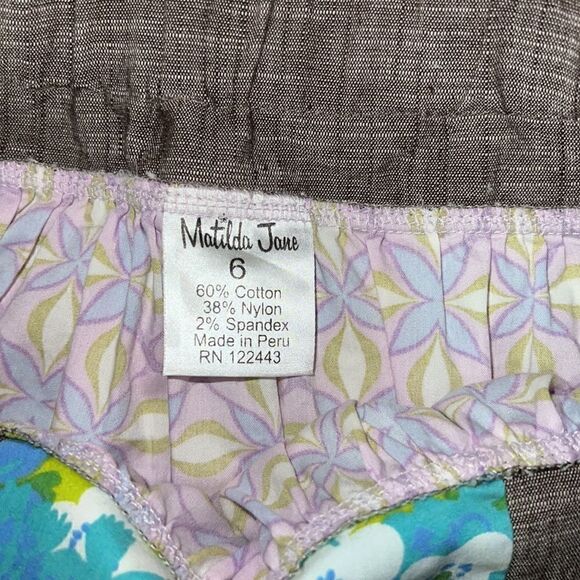 Matilda Jane
6
60% Cotton
38% Nylon
2% Spandex
Made in Peru
RN 122443